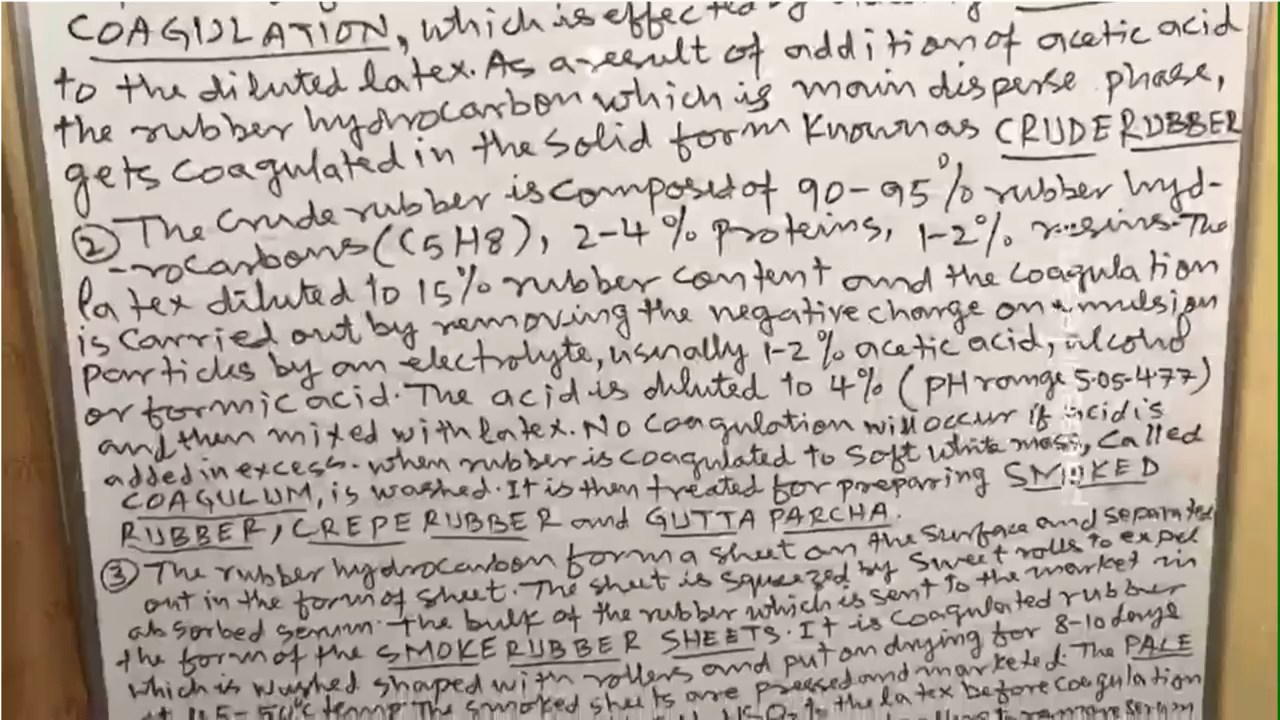 COAGULATION, which is effected
to the diluted latex. As a result of addition of acetic acid
the rubber hydrocarbon which is main disperse phase,
gets coagulated in the solid form known as CRUDE RUBBER
② The Crude rubber is composed of 90-95% rubber hyd-
-rocarbons (C5H8), 2-4% proteins, 1-2% resins. The
latex diluted to 15% rubber content and the coagulation
is carried out by removing the negative charge on emulsion
particles by an electrolyte, usually 1-2% acetic acid, alcohol
or formic acid. The acid is diluted to 4% (PH range 5.05-4.77)
and then mixed with latex. No coagulation will occur if acid is
added in excess. when rubber is coagulated to soft white mass, called
COAGULUM, is washed. It is then treated for preparing SMOKED
RUBBER, CREPE RUBBER and GUTTA PARCHA.
③ The rubber hydrocarbon form a sheet on the surface and separated
out in the form of sheet. The sheet is squeezed by Sweet rolls to expel
absorbed serum. The bulk of the rubber which is sent to the market in
the form of the SMOKE RUBBER SHEETS. It is coagulated rubber
which is washed shaped with rollers and put on drying for 8-10 days
temp. The smoked sheets are pressed and marketed. The PALE
to the latex before coagulation
to remove serum